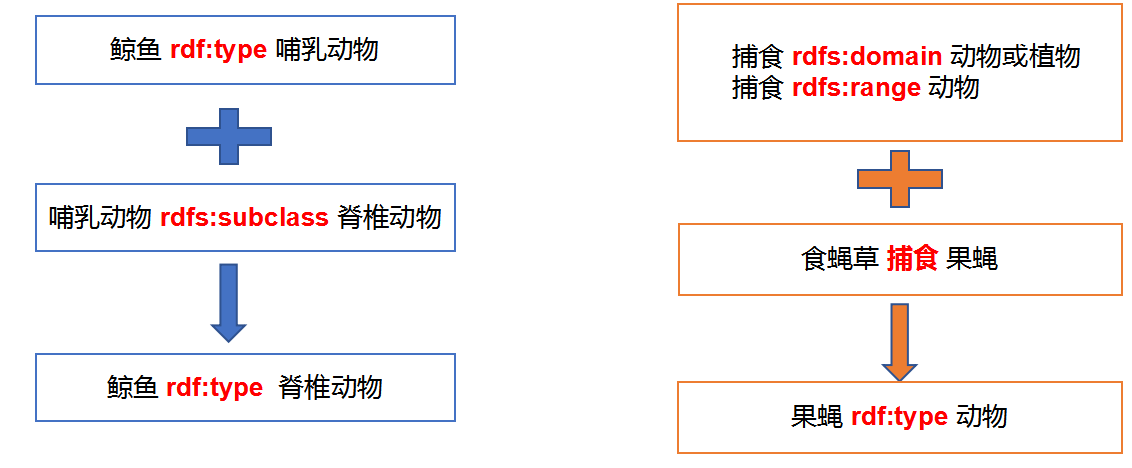 鲸鱼 rdf:type 哺乳动物
哺乳动物 rdfs:subclass 脊椎动物
鲸鱼 rdf:type 脊椎动物
捕食 rdfs:domain 动物或植物
捕食 rdfs:range 动物
食蝇草 捕食 果蝇
果蝇 rdf:type 动物